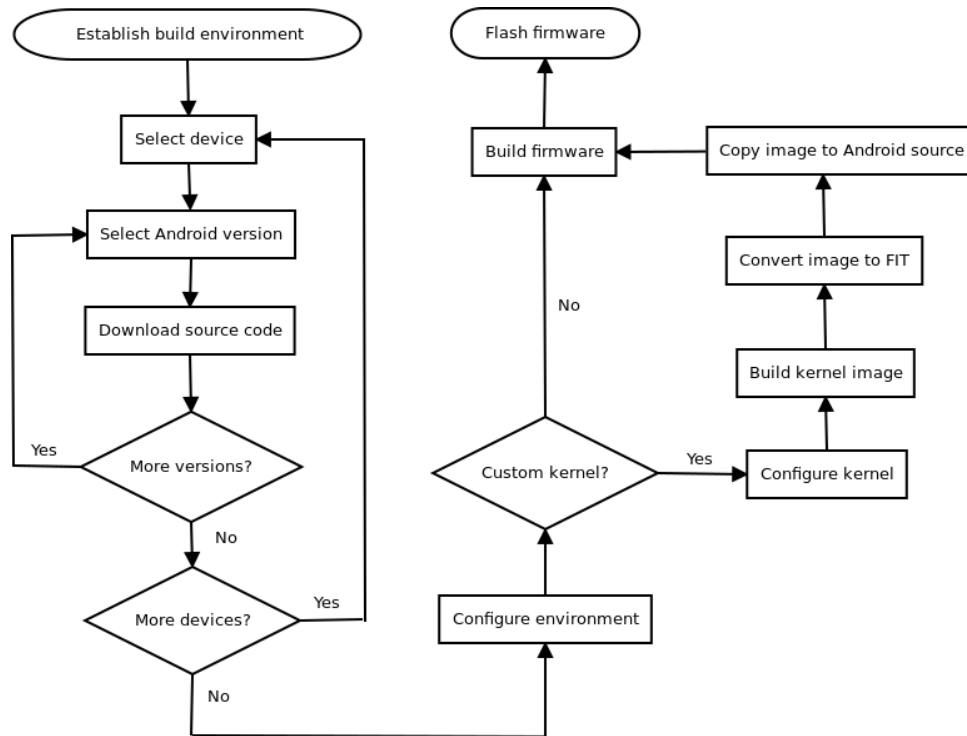 Establish build environment
Select device
Select Android version
Download source code
Yes
More versions?
No
More devices?
Yes
No
Flash firmware
Build firmware
Copy image to Android source
Convert image to FIT
No
Build kernel image
Custom kernel?
Yes
Configure kernel
Configure environment